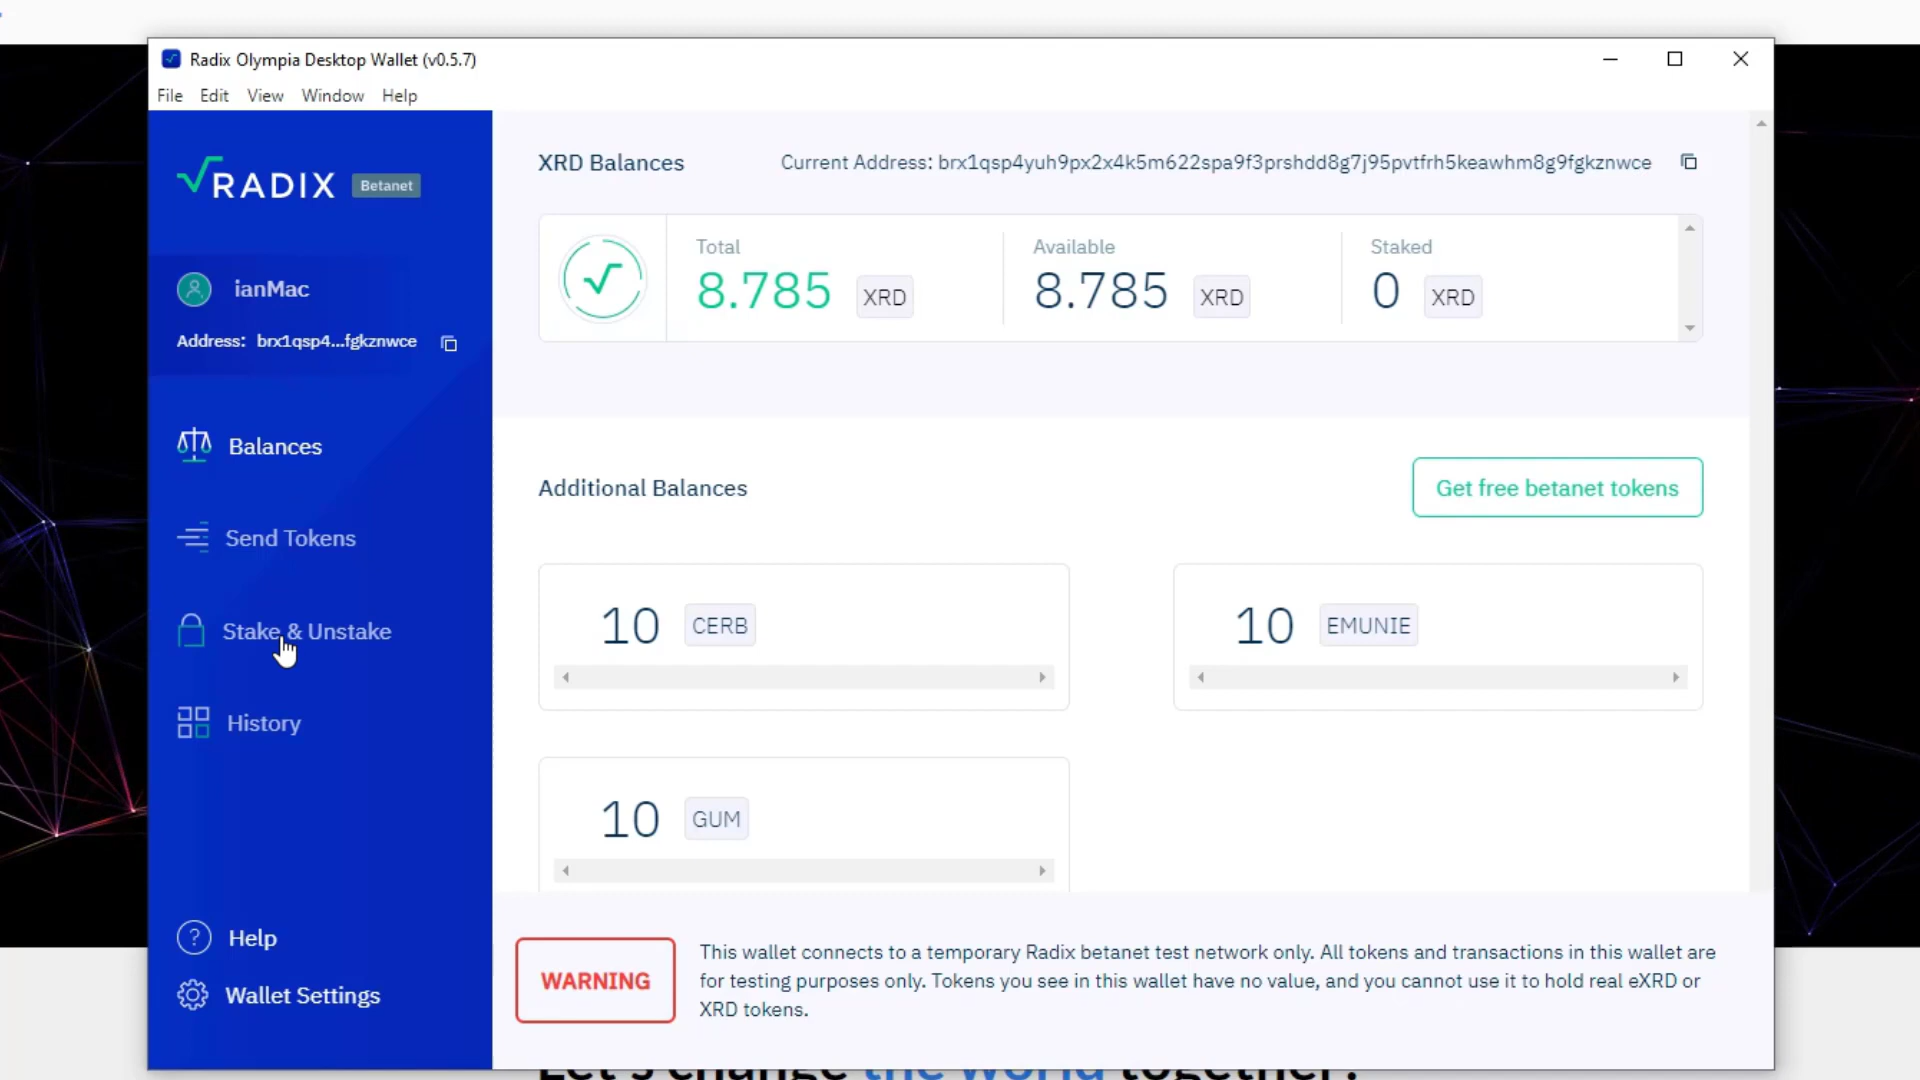 Radix Olympia Desktop Wallet (v0.5.7)
File Edit View Window Help
RADIX Betanet
ianMac
Address: brx1qsp4...fgkznwce
Balances
Send Tokens
Stake & Unstake
History
Help
Wallet Settings
XRD Balances
Current Address: brx1qsp4yuh9px2x4k5m622spa9f3prshdd8g7j95pvtfrh5keawhm8g9fgkznwce
Total
8.785 XRD
Available
8.785 XRD
Staked
0 XRD
Additional Balances
Get free betanet tokens
10 CERB
10 EMUNIE
10 GUM
WARNING
This wallet connects to a temporary Radix betanet test network only. All tokens and transactions in this wallet are
for testing purposes only. Tokens you see in this wallet have no value, and you cannot use it to hold real eXRD or
XRD tokens.
Let's change the world together!